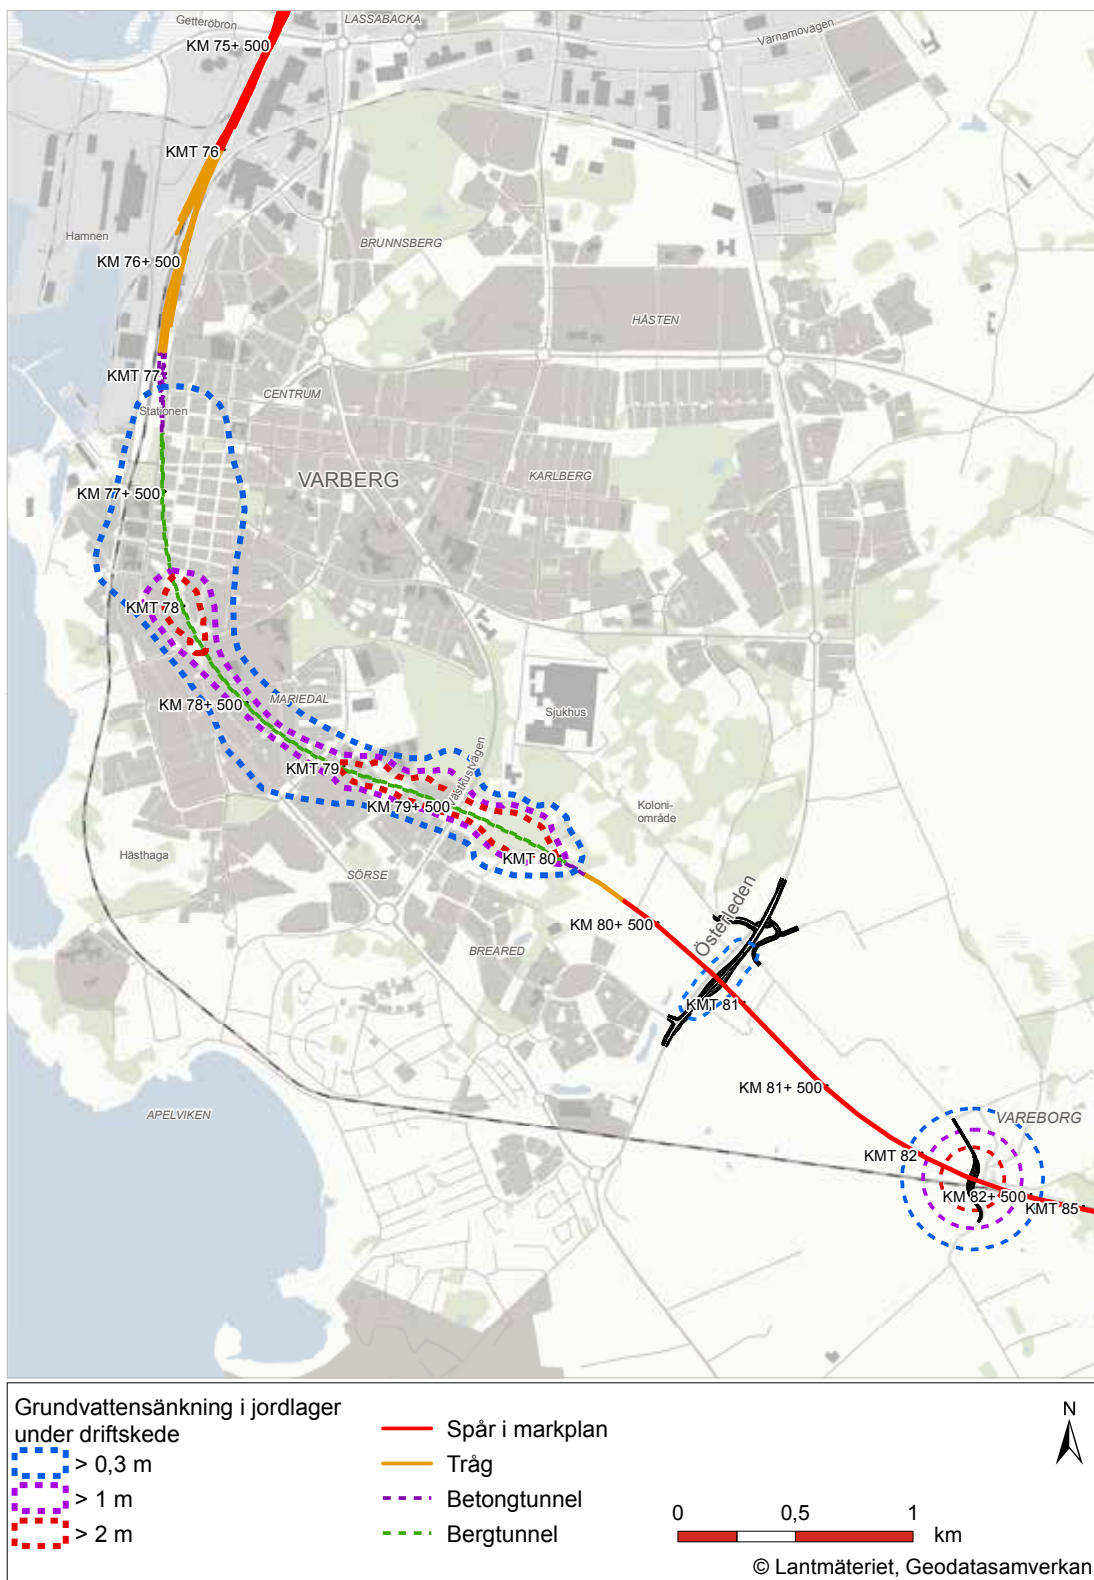 Getteröbron
LASSABACKA
Värnamovägen
KM 75+ 500
KMT 76
Hamnen
BRUNNSBERG
KM 76+ 500
HÅSTEN
KMT 77
CENTRUM
Stationen
VARBERG
KARLBERG
KM 77+ 500
KMT 78
MARIEDAL
KM 78+ 500
Sjukhus
KMT 79
Västkustvägen
KM 79+ 500
Koloni-
område
Hästhaga
KMT 80
SÖRSE
KM 80+ 500
Österleden
BREARED
KMT 81
KM 81+ 500
APELVIKEN
VAREBORG
KMT 82
KM 82+ 500
KMT 85
Grundvattensänkning i jordlager
under driftskede
> 0,3 m
> 1 m
> 2 m
Spår i markplan
Tråg
Betongtunnel
Bergtunnel
N
0 0,5 1
km
© Lantmäteriet, Geodatasamverkan